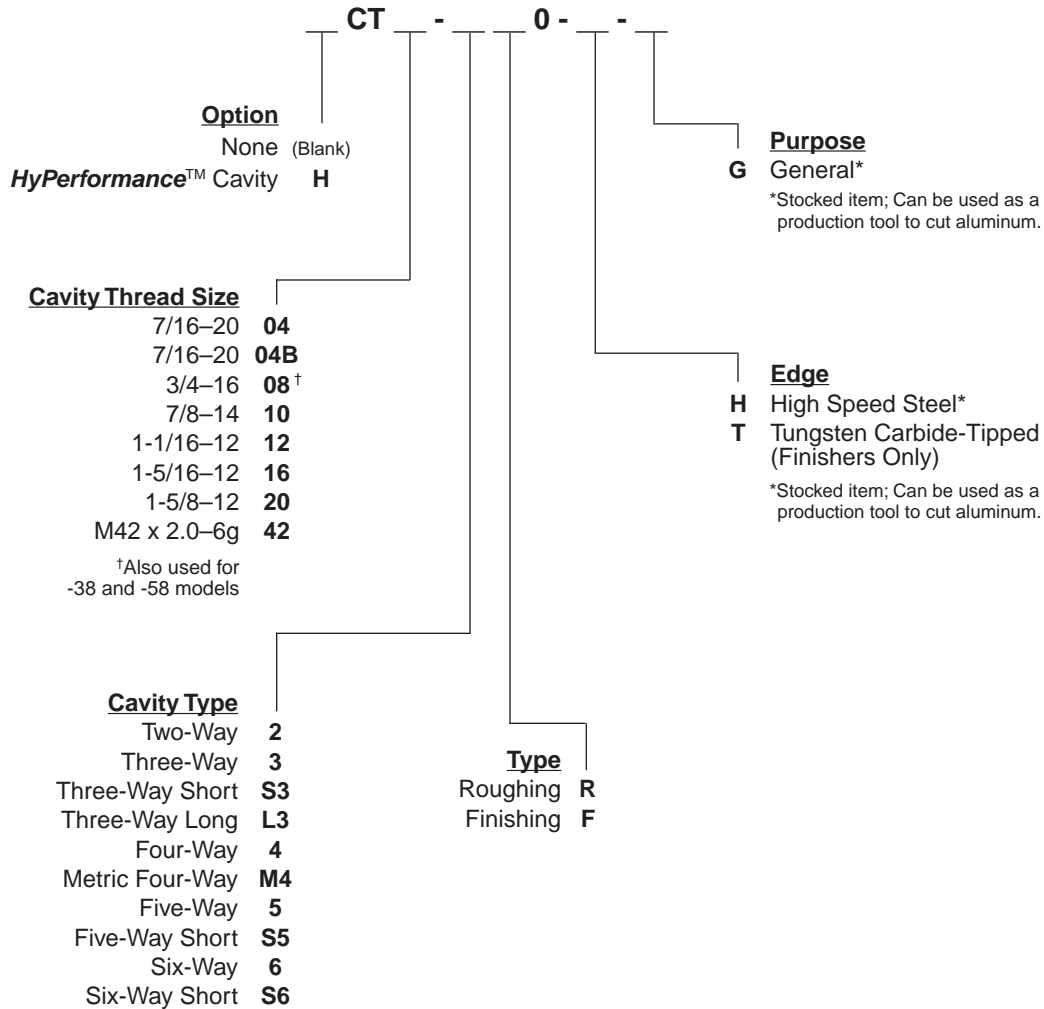 CT - 0 - -
Option
None (Blank)
HyPerformance™ Cavity H
Cavity Thread Size
7/16–20 04
7/16–20 04B
3/4–16 08†
7/8–14 10
1-1/16–12 12
1-5/16–12 16
1-5/8–12 20
M42 x 2.0–6g 42
†Also used for
-38 and -58 models
Cavity Type
Two-Way 2
Three-Way 3
Three-Way Short S3
Three-Way Long L3
Four-Way 4
Metric Four-Way M4
Five-Way 5
Five-Way Short S5
Six-Way 6
Six-Way Short S6
Type
Roughing R
Finishing F
Purpose
G General*
*Stocked item; Can be used as a
production tool to cut aluminum.
Edge
H High Speed Steel*
T Tungsten Carbide-Tipped
(Finishers Only)
*Stocked item; Can be used as a
production tool to cut aluminum.